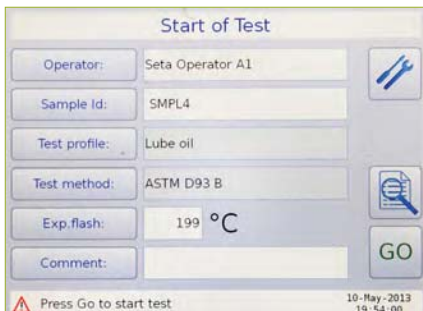 Start of Test
Operator: Seta Operator A1
Sample Id: SMPL4
Test profile: Lube oil
Test method: ASTM D93 B
Exp.flash: 199 °C
Comment:
GO
Press Go to start test
10-May-2013
19:54:00